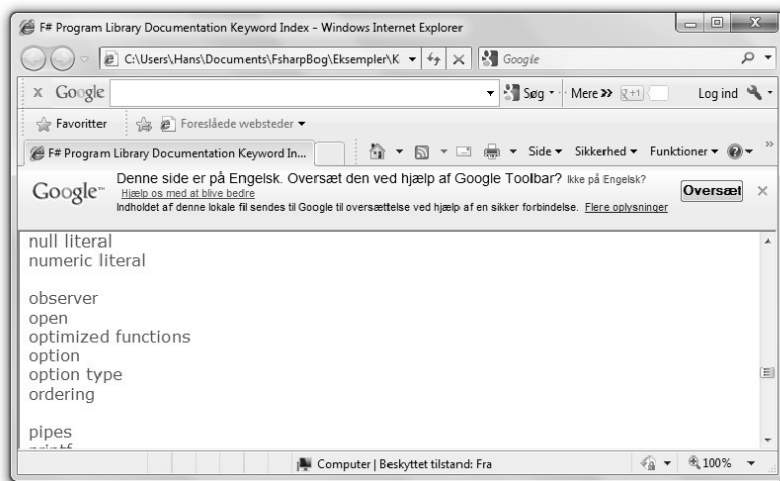 F# Program Library Documentation Keyword Index - Windows Internet Explorer
C:\Users\Hans\Documents\FsharpBog\Eksempler\K Google
x Google Søg Mere >> +1 Log ind
Favoritter Foreslåede websteder
F# Program Library Documentation Keyword In... Side Sikkerhed Funktioner >>
Google™ Denne side er på Engelsk. Oversæt den ved hjælp af Google Toolbar? Ikke på Engelsk? Oversæt
Hjælp os med at blive bedre
Indholdet af denne lokale fil sendes til Google til oversættelse ved hjælp af en sikker forbindelse. Flere oplysninger
null literal
numeric literal
observer
open
optimized functions
option
option type
ordering
pipes
Computer | Beskyttet tilstand: Fra 100%